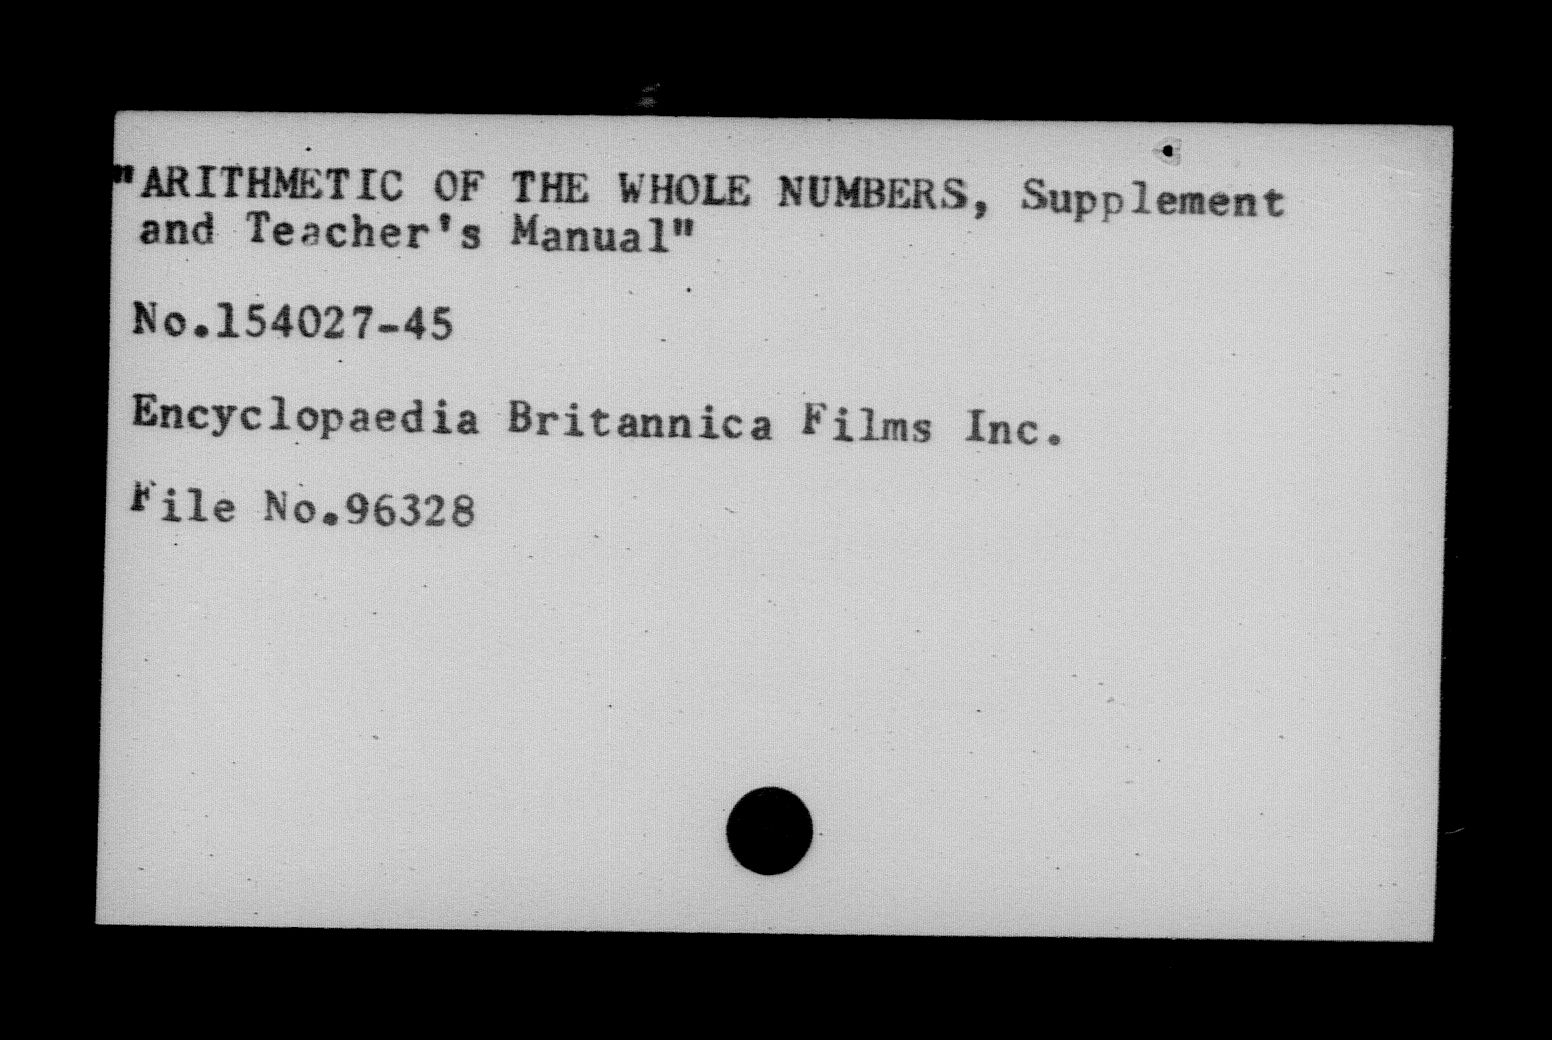 "ARITHMETIC OF THE WHOLE NUMBERS, Supplement
and Teacher's Manual"
No.154027-45
Encyclopaedia Britannica Films Inc.
File No.96328